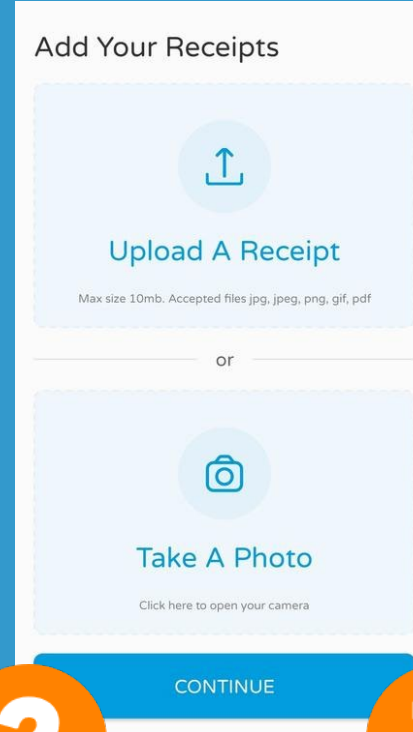 Add Your Receipts
Upload A Receipt
Max size 10mb. Accepted files jpg, jpeg, png, gif, pdf
or
Take A Photo
Click here to open your camera
CONTINUE